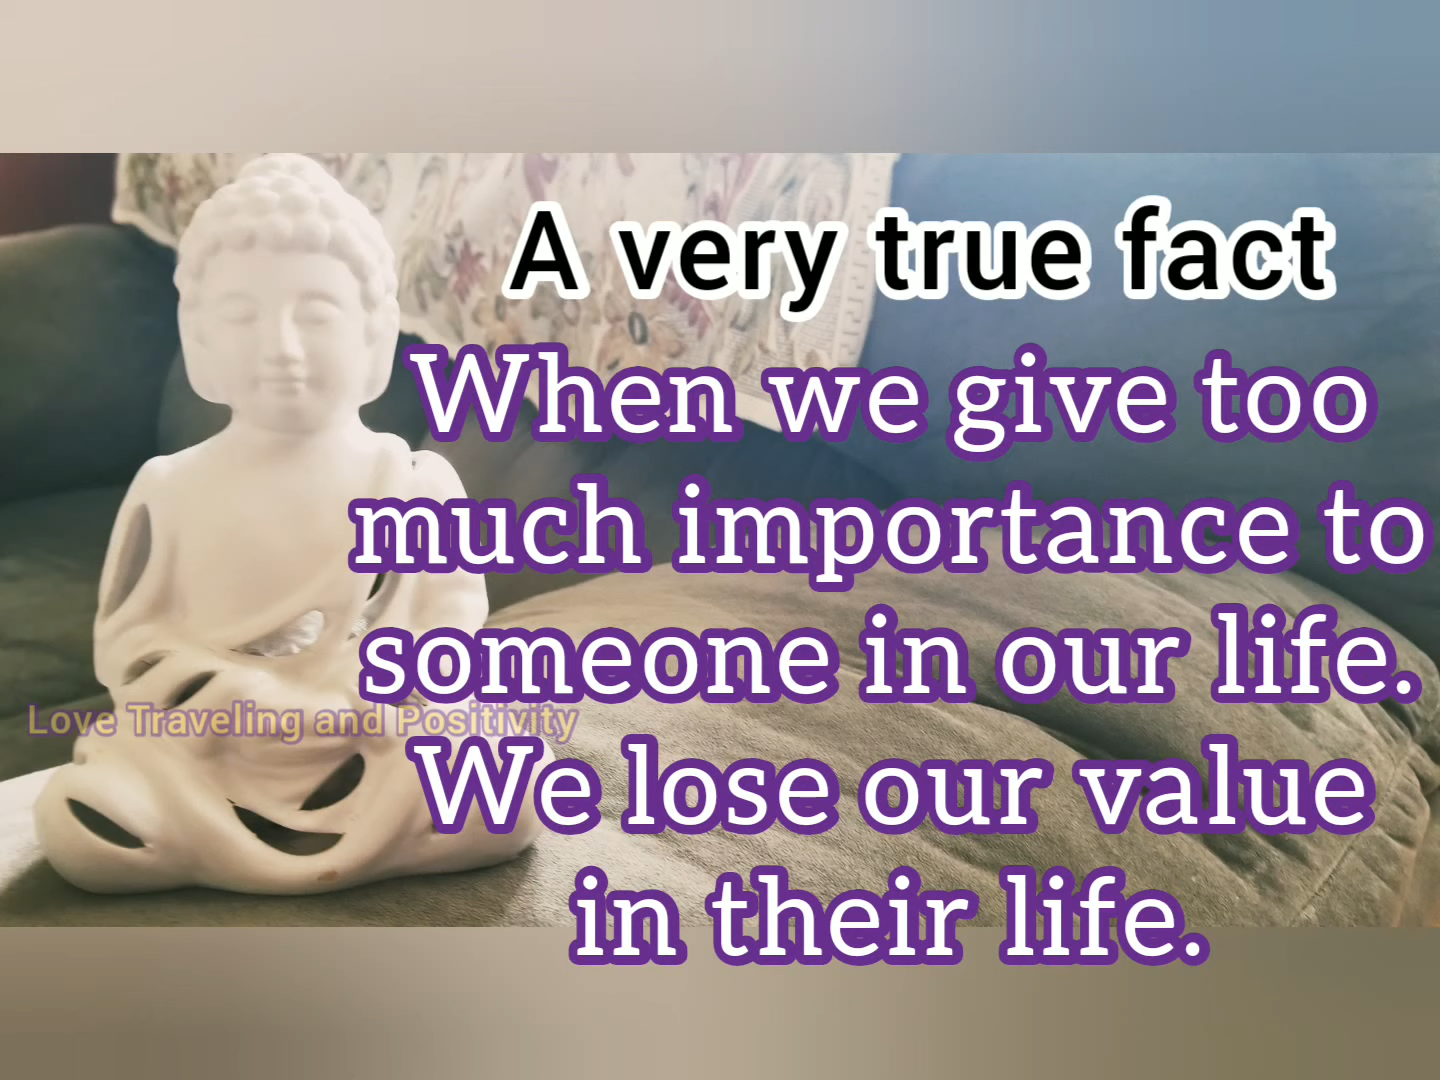 A very true fact
When we give too
much importance to
someone in our life.
Love Traveling and Positivity
We lose our value
in their life.